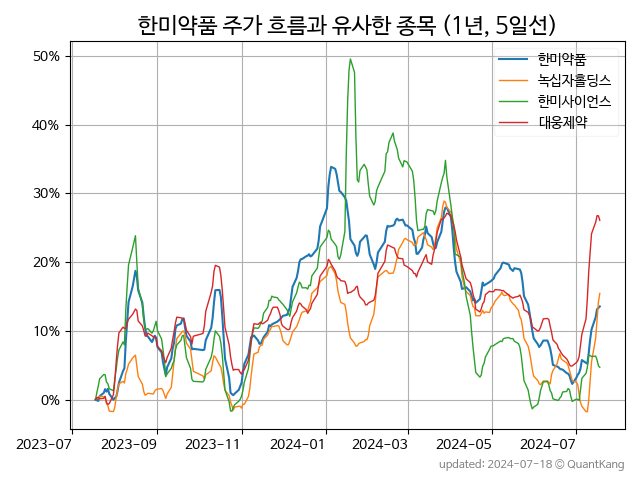 한미약품 주가 흐름과 유사한 종목 (1년, 5일선)
한미약품
녹십자홀딩스
한미사이언스
대웅제약
50%
40%
30%
20%
10%
0%
2023-07 2023-09 2023-11 2024-01 2024-03 2024-05 2024-07
updated: 2024-07-18 © QuantKang